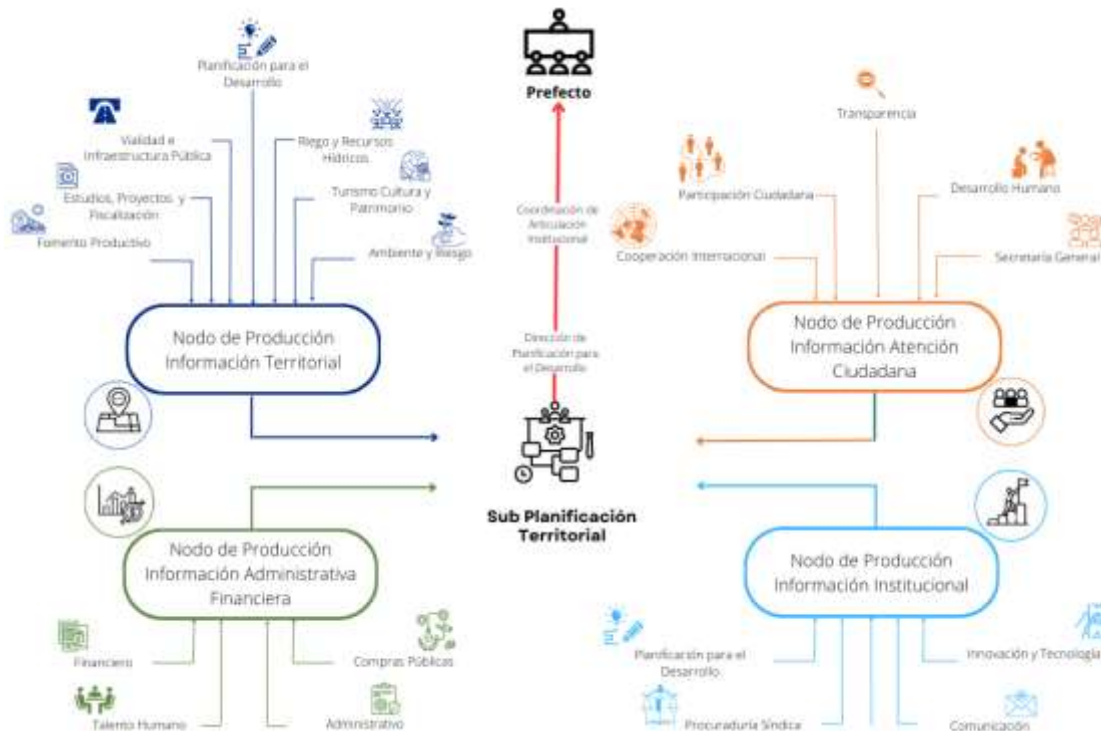 Planificación para el
Desarrollo
Vialidad e
Infraestructura Pública
Riego y Recursos
Hídricos
Estudios, Proyectos y
Fiscalización
Turismo Cultura y
Patrimonio
Fomento Productivo
Ambiente y Riesgo
Nodo de Producción
Información Territorial
Prefecto
Coordinación de
Articulación
Institucional
Dirección de
Planificación para
el Desarrollo
Sub Planificación
Territorial
Transparencia
Participación Ciudadana
Desarrollo Humano
Cooperación Internacional
Secretaría General
Nodo de Producción
Información Atención
Ciudadana
Nodo de Producción
Información Administrativa
Financiera
Financiero
Compras Públicas
Talento Humano
Administrativo
Nodo de Producción
Información Institucional
Planificación para el
Desarrollo
Innovación y Tecnología
Procuraduría Síndica
Comunicación